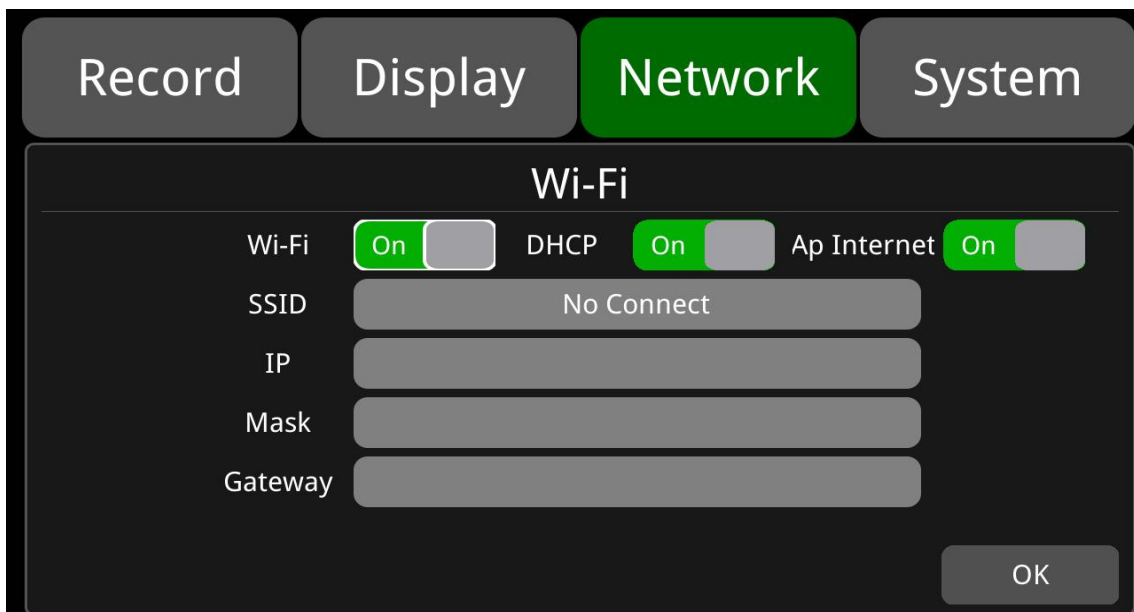 Record Display Network System
Wi-Fi
Wi-Fi On DHCP On Ap Internet On
SSID No Connect
IP
Mask
Gateway
OK